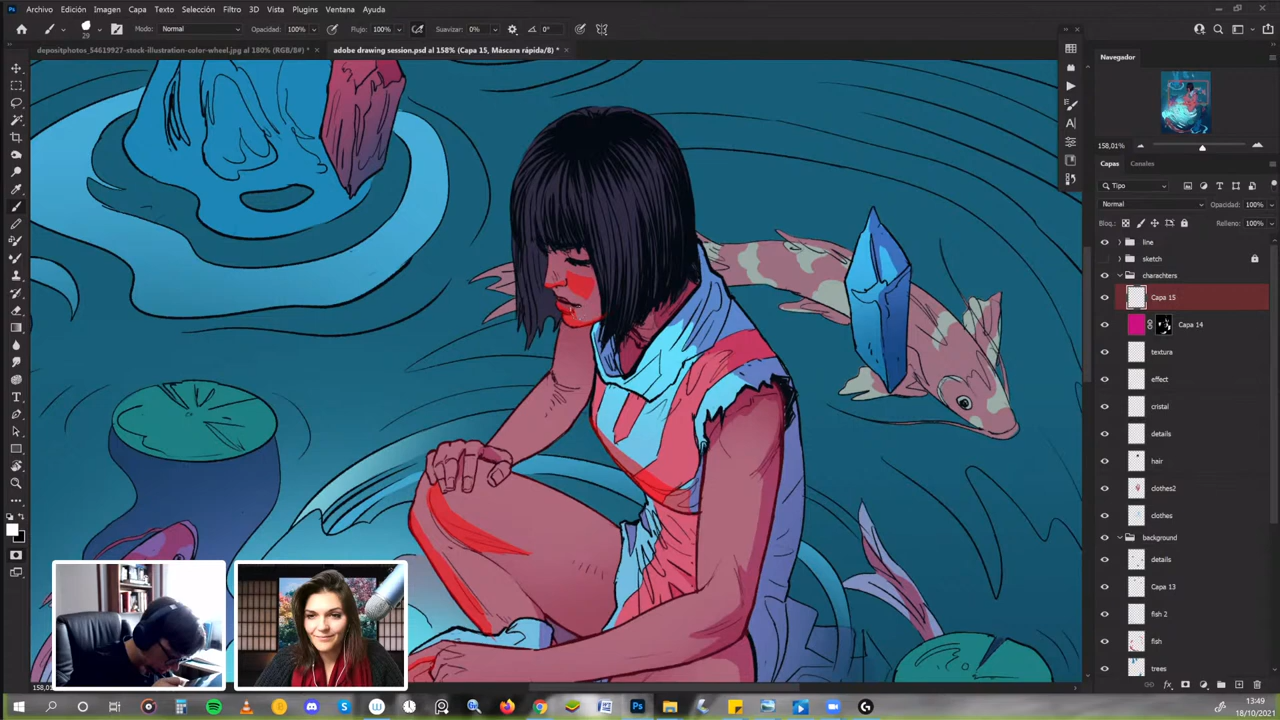 Archivo Edición Imagen Capa Texto Selección Filtro 3D Vista Plugins Ventana Ayuda
29 Modo: Normal Opacidad: 100% Flujo: 100% Suavizar: 0% 0°
depositphotos_54619927-stock-illustration-color-wheel.jpg al 180% (RGB/8#) * ×
adobe drawing session.psd al 158% (Capa 15, Máscara rápida/8) * ×
Navegador
158,01%
Capas Canales
Tipo
Normal Opacidad: 100%
Bloq.: Relleno: 100%
line
sketch
charachters
Capa 15
Capa 14
textura
effect
cristal
details
hair
clothes2
clothes
background
details
Capa 13
fish 2
fish
trees
13:49
18/10/2021